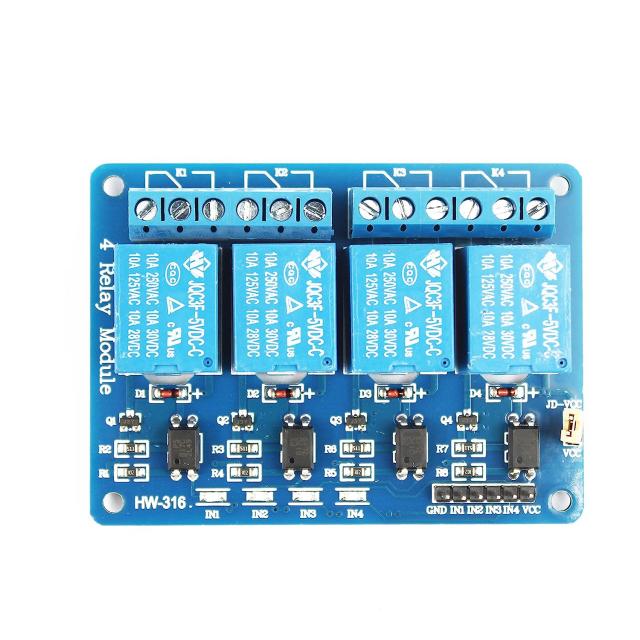 K1 K2 K3 K4
4 Relay Module
JQC3F-5VDC-C
10A 250VAC 10A 30VDC
10A 125VAC 10A 28VDC
JQC3F-5VDC-C
10A 250VAC 10A 30VDC
10A 125VAC 10A 28VDC
JQC3F-5VDC-C
10A 250VAC 10A 30VDC
10A 125VAC 10A 28VDC
JQC3F-5VDC-C
10A 250VAC 10A 30VDC
10A 125VAC 10A 28VDC
D1 + D2 + D3 + D4 +
JD-VCC
VCC
Q1 Q2 Q3 Q4
R2 R3 R6 R7
R1 R4 R5 R8
HW-316
IN1 IN2 IN3 IN4
GND IN1 IN2 IN3 IN4 VCC